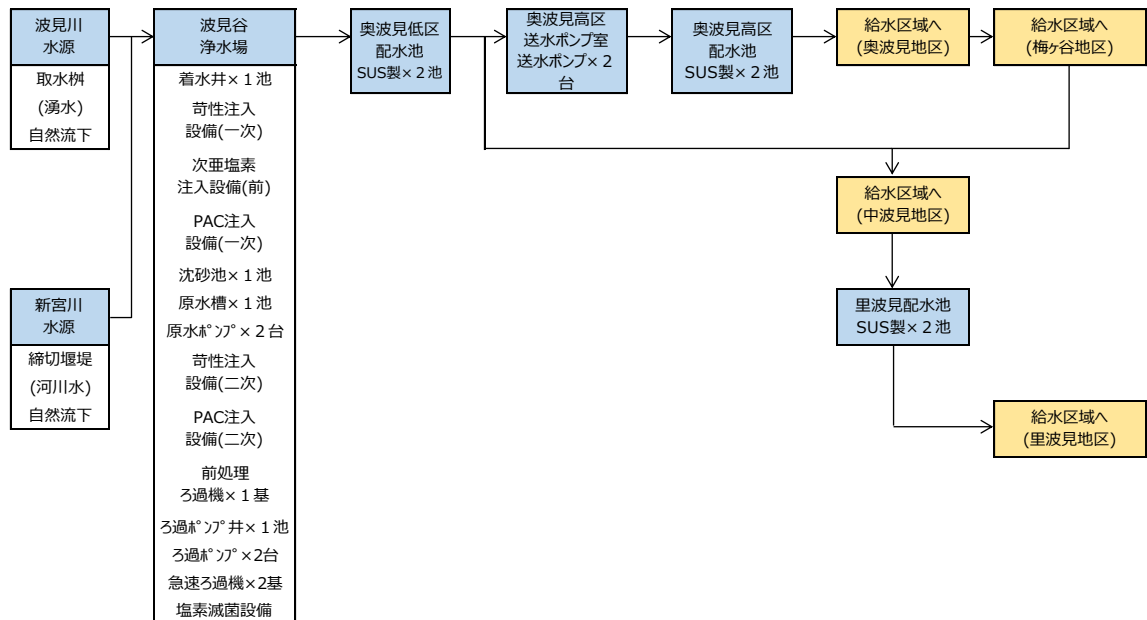 波見川
水源
取水桝
(湧水)
自然流下
新宮川
水源
締切堰堤
(河川水)
自然流下
波見谷
浄水場
着水井×１池
苛性注入
設備(一次)
次亜塩素
注入設備(前)
PAC注入
設備(一次)
沈砂池×１池
原水槽×１池
原水ﾎﾟﾝﾌﾟ×２台
苛性注入
設備(二次)
PAC注入
設備(二次)
前処理
ろ過機×１基
ろ過ﾎﾟﾝﾌﾟ井×１池
ろ過ﾎﾟﾝﾌﾟ×2台
急速ろ過機×2基
塩素滅菌設備
奥波見低区
配水池
SUS製×２池
奥波見高区
送水ポンプ室
送水ポンプ×２
台
奥波見高区
配水池
SUS製×２池
給水区域へ
(奥波見地区)
給水区域へ
(梅ヶ谷地区)
給水区域へ
(中波見地区)
里波見配水池
SUS製×２池
給水区域へ
(里波見地区)